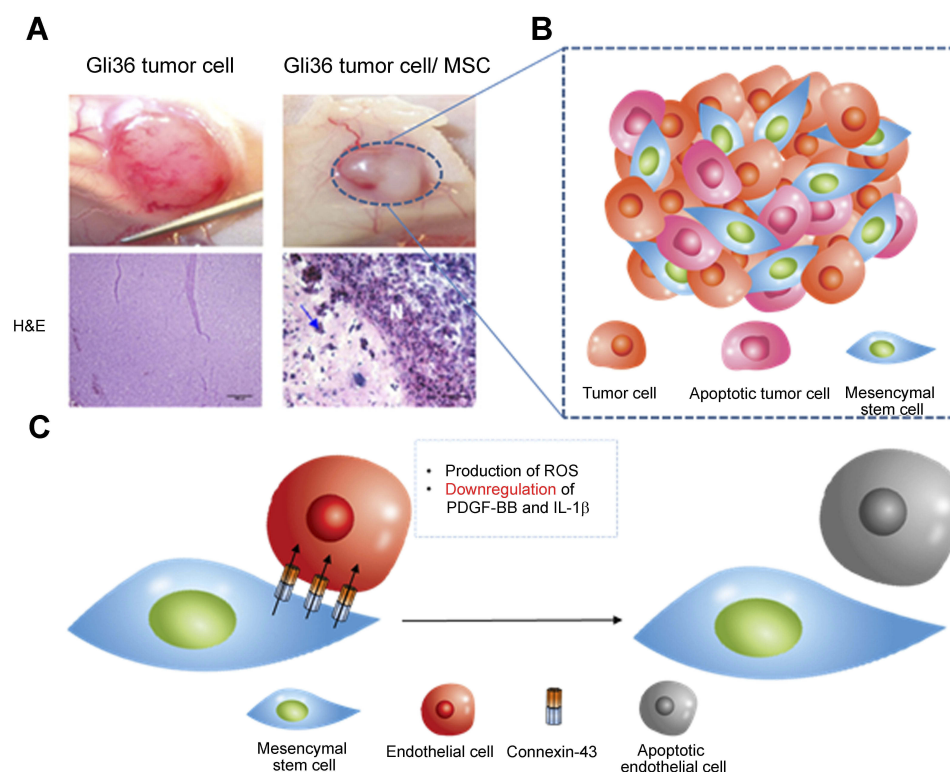 A
Gli36 tumor cell
Gli36 tumor cell/ MSC
H&E
N
B
Tumor cell
Apoptotic tumor cell
Mesencymal
stem cell
C
• Production of ROS
• Downregulation of
PDGF-BB and IL-1β
Mesencymal
stem cell
Endothelial cell
Connexin-43
Apoptotic
endothelial cell